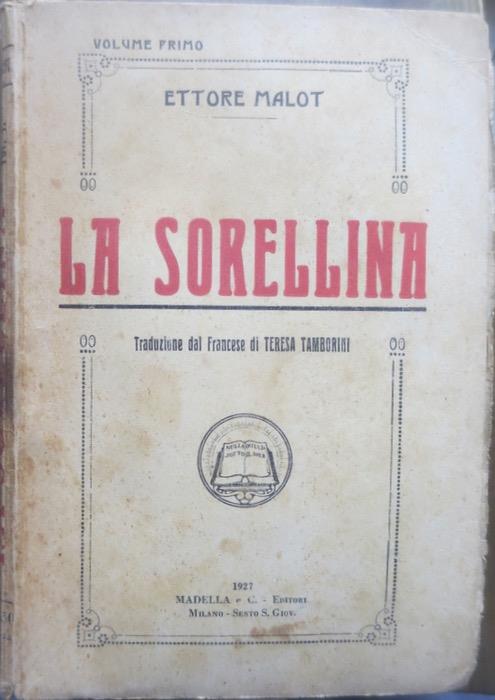 VOLUME PRIMO
ETTORE MALOT
LA SORELLINA
Traduzione dal Francese di TERESA TAMBORINI
1927
MADELLA e C. - EDITORI
MILANO - SESTO S. GIOV.